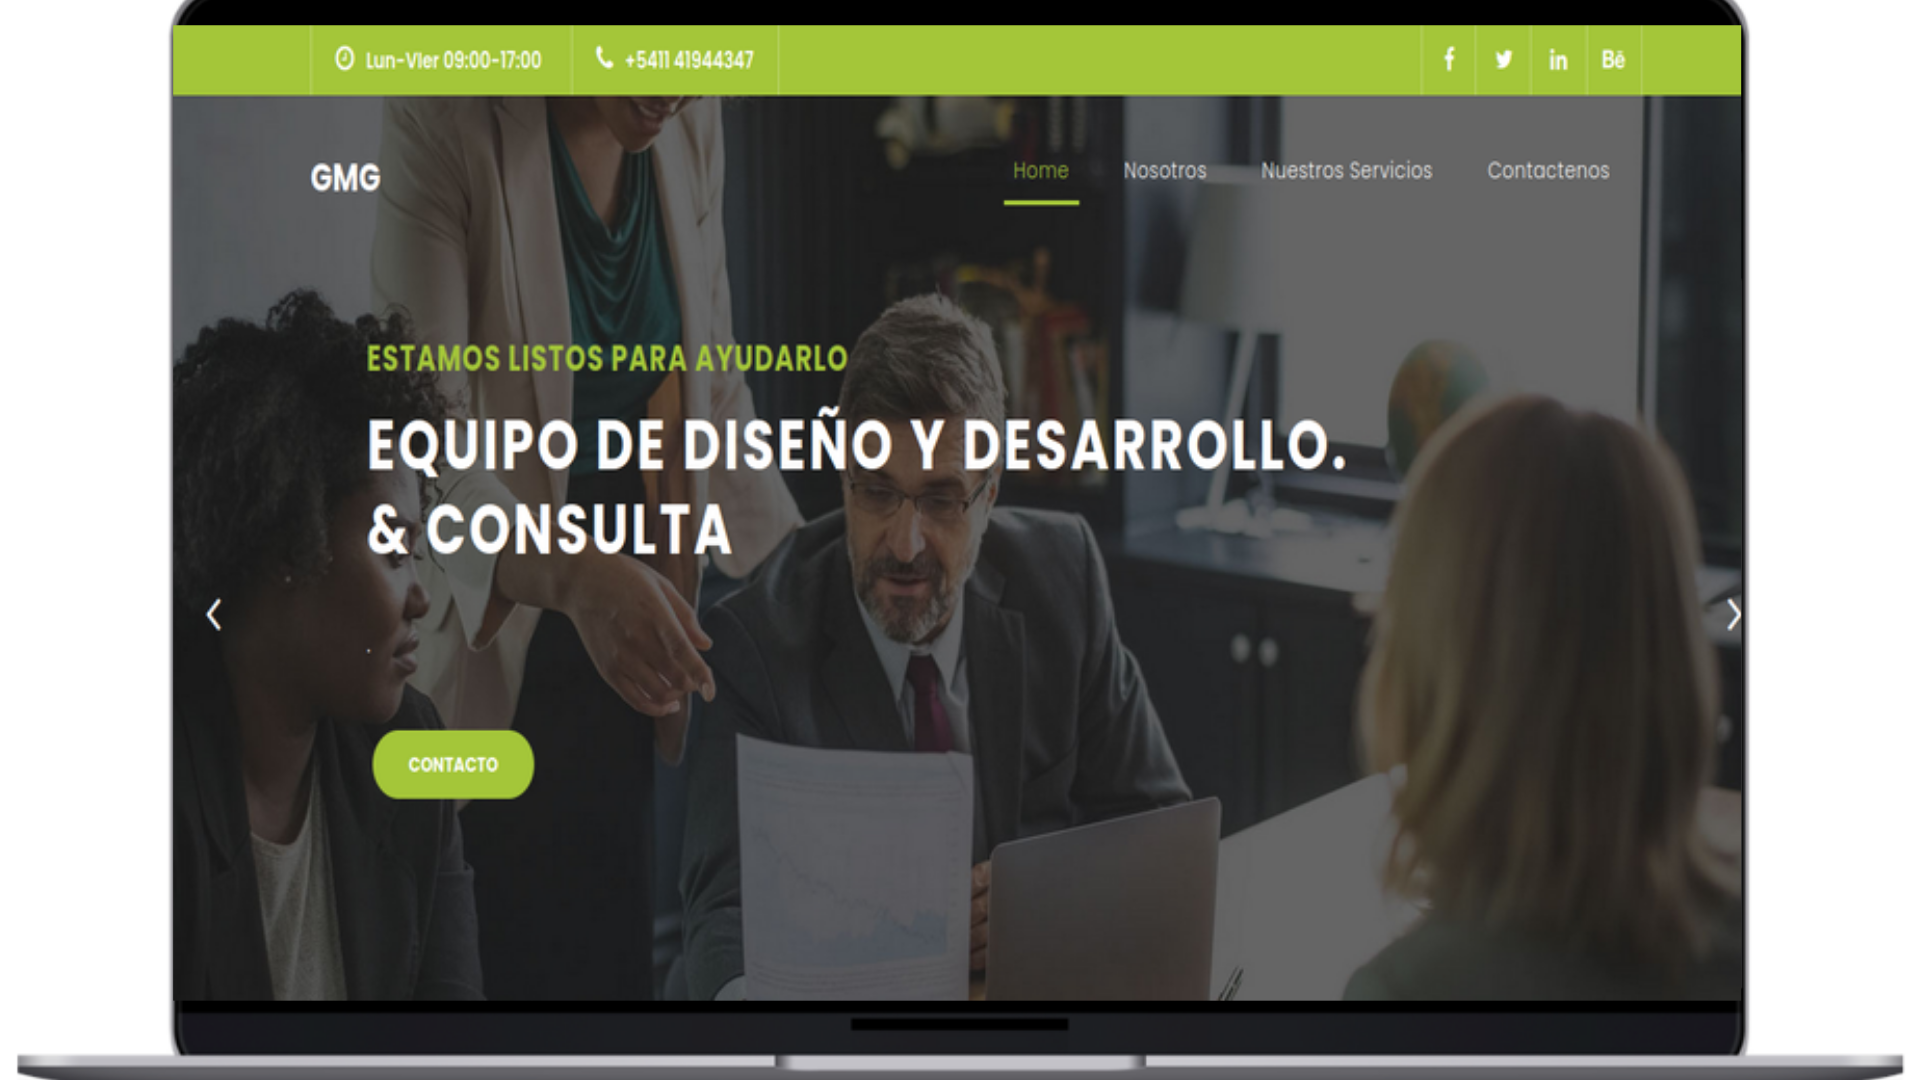 Lun-VIer 09:00-17:00
+5411 41944347
Bē
GMG
Home
Nosotros
Nuestros Servicios
Contactenos
ESTAMOS LISTOS PARA AYUDARLO
EQUIPO DE DISEÑO Y DESARROLLO.
& CONSULTA
.
CONTACTO